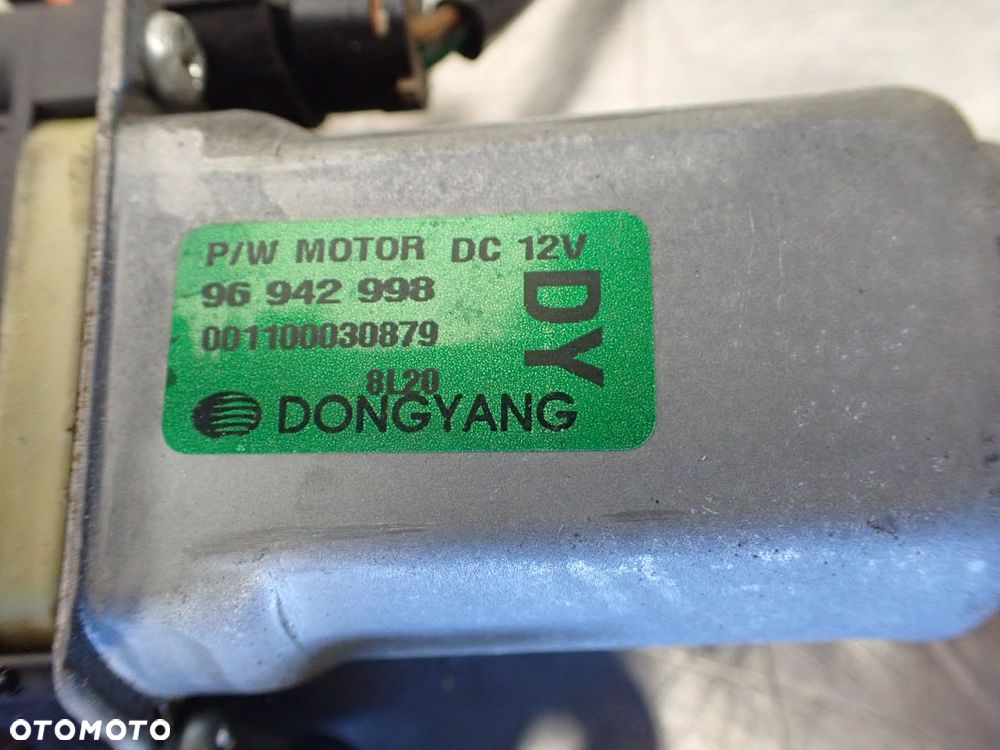 P/W MOTOR DC 12V
96 942 998
001100030879
DY
8L20
DONGYANG
OTOMOTO